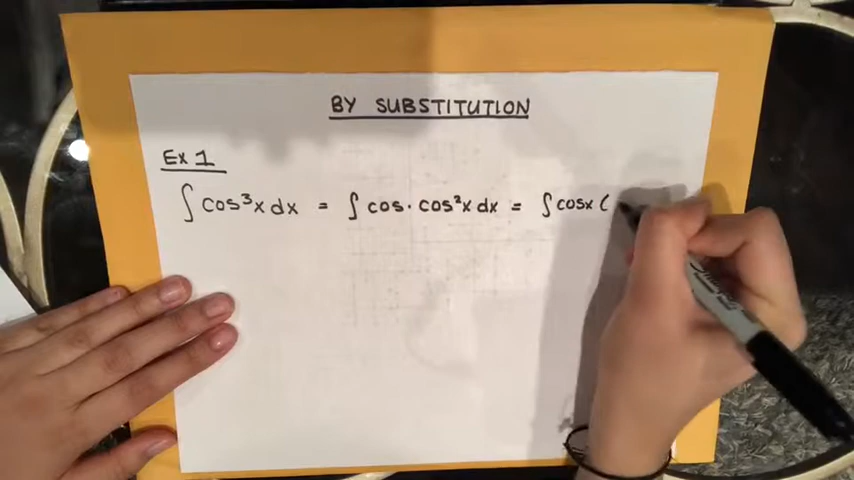 BY SUBSTITUTION
Ex 1
∫ cos³x dx = ∫ cos · cos²x dx = ∫ cosx (